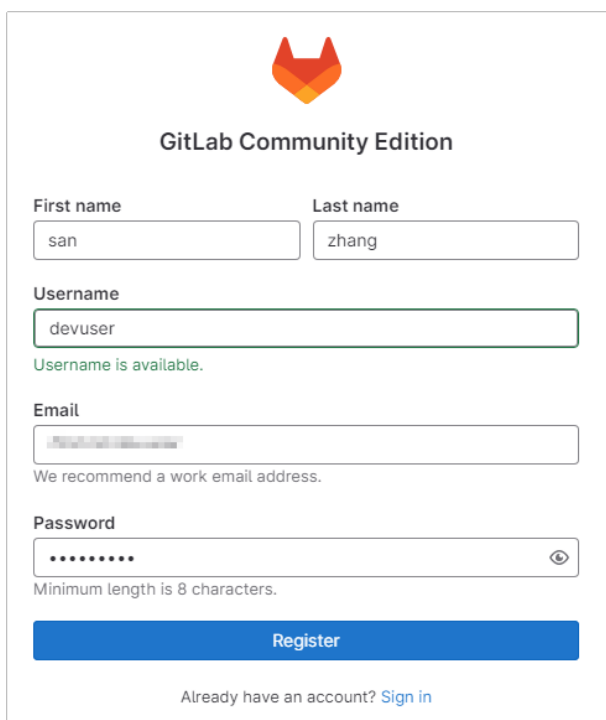 GitLab Community Edition
First name Last name
san zhang
Username
devuser
Username is available.
Email
We recommend a work email address.
Password
•••••••••
Minimum length is 8 characters.
Register
Already have an account? Sign in